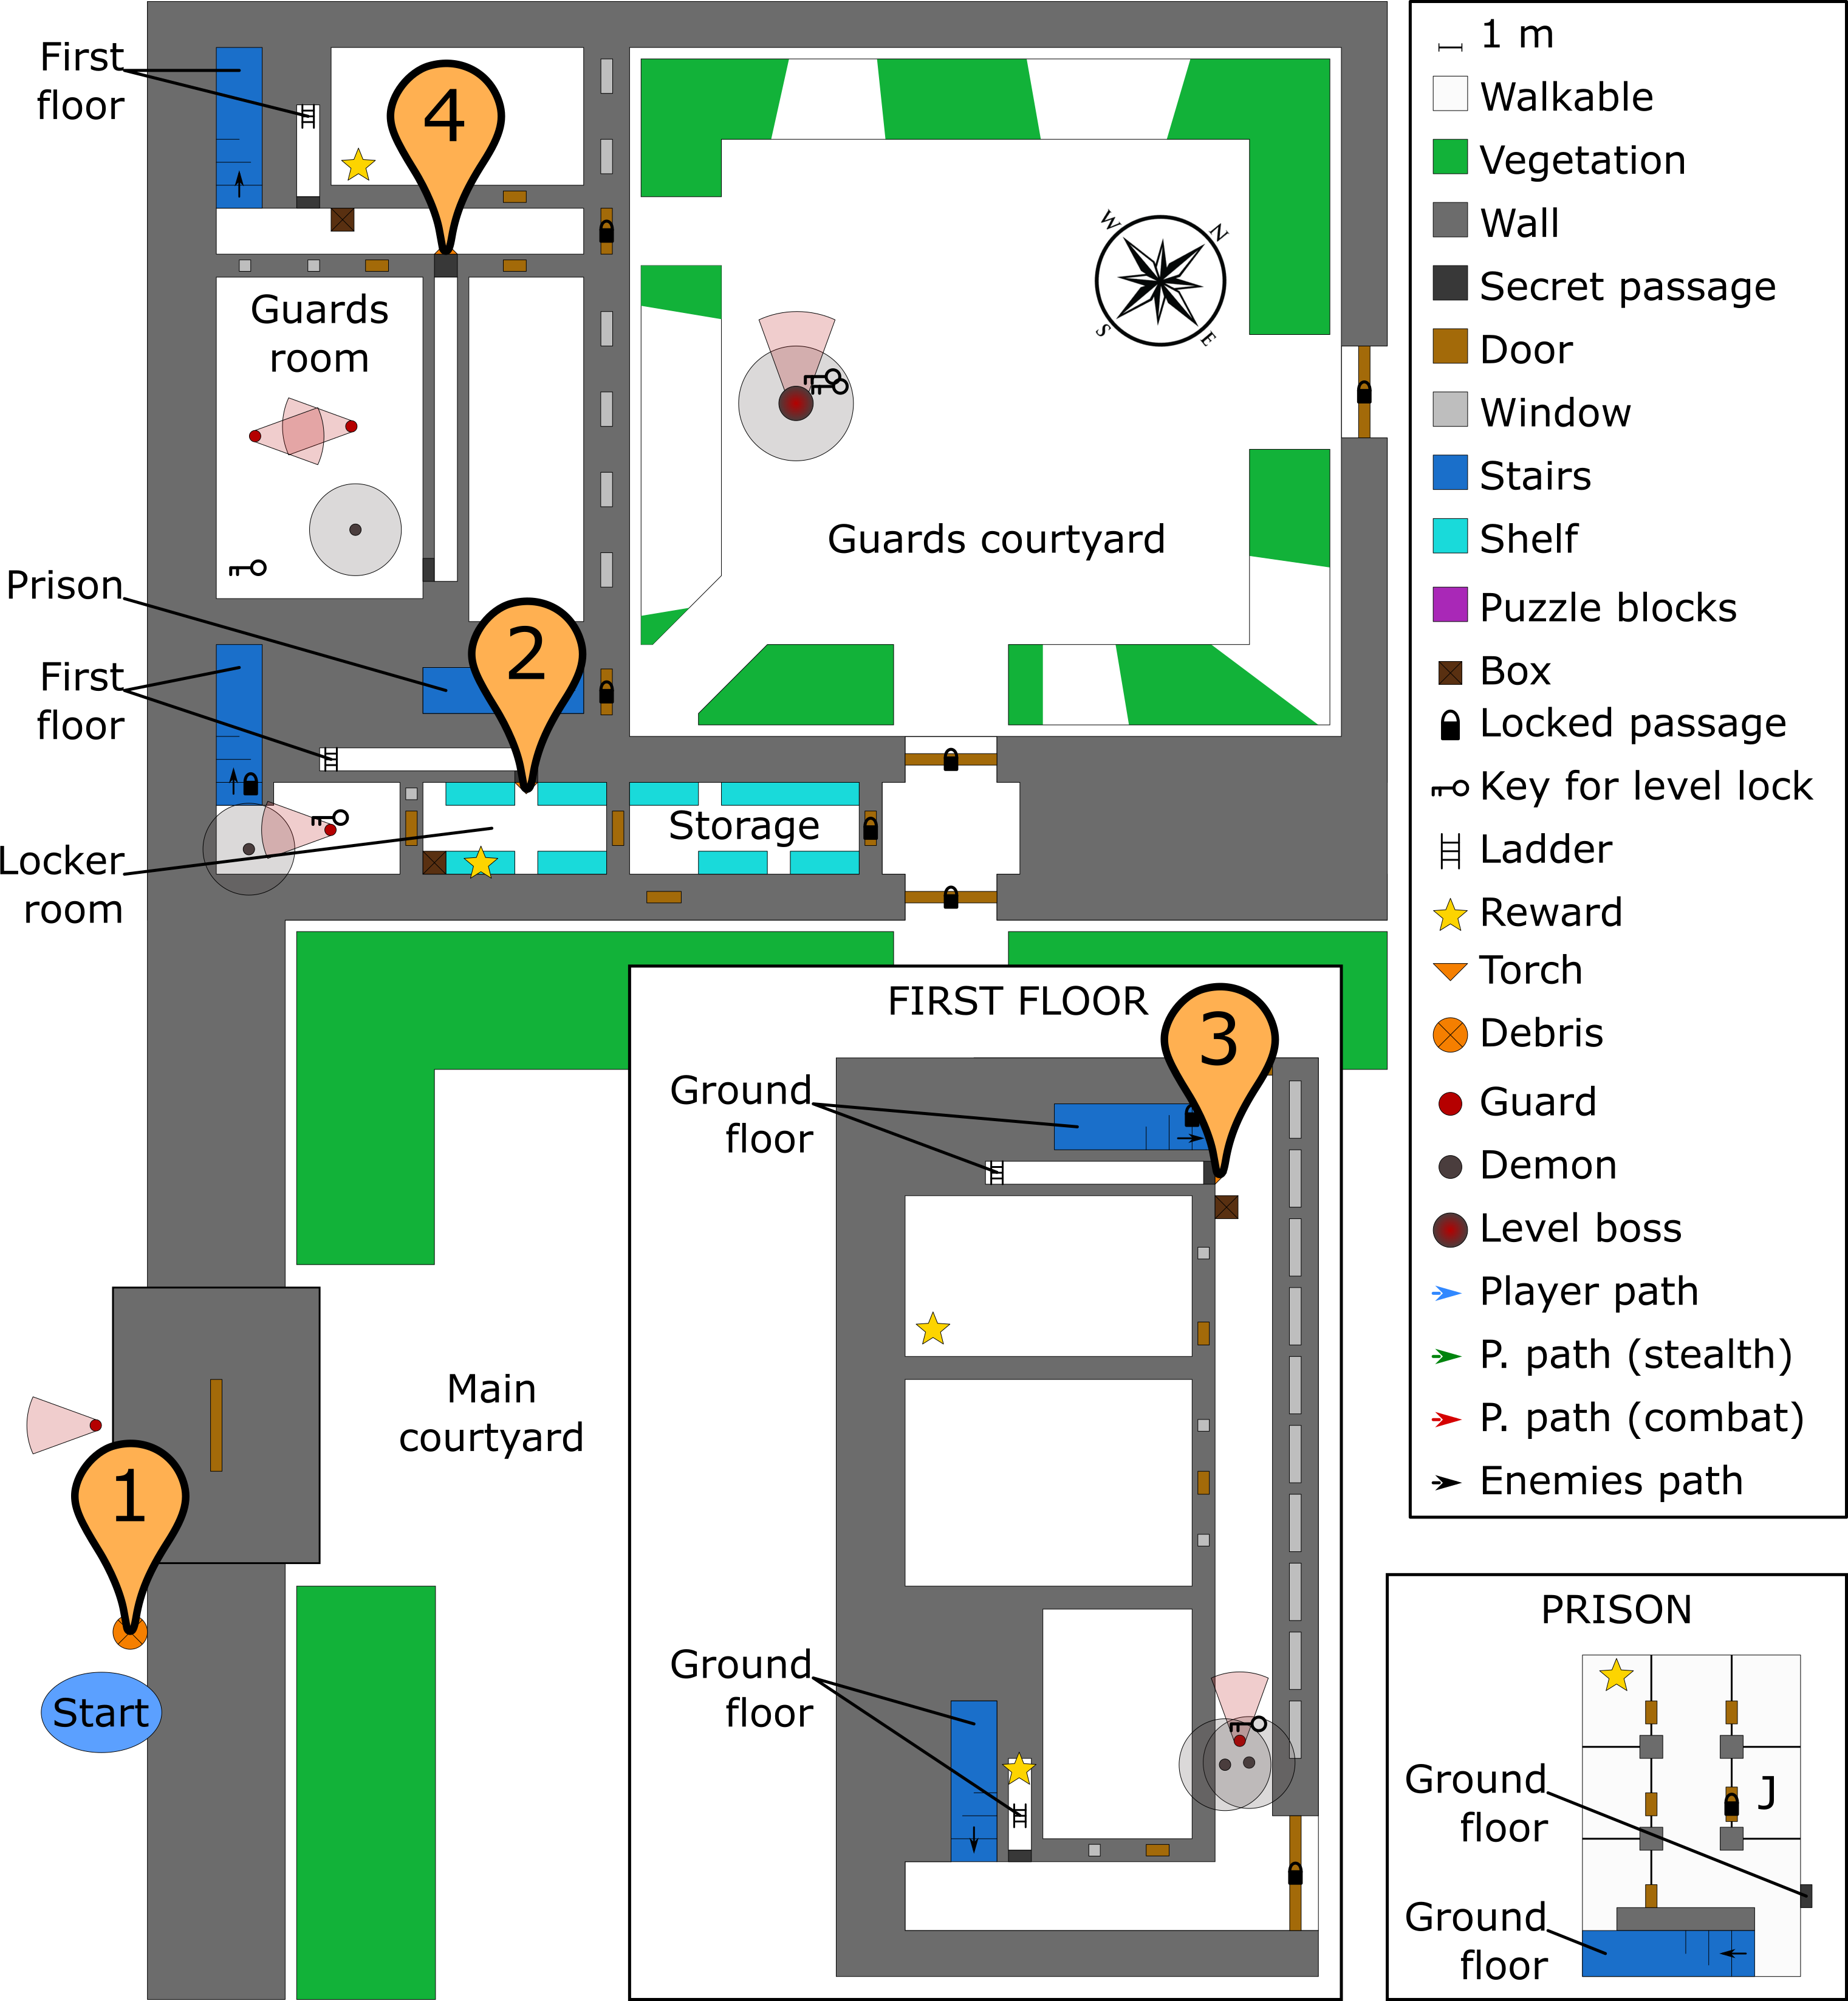 First
floor
4
Guards
room
W
N
S
E
Guards courtyard
Prison
2
First
floor
Storage
Locker
room
Main
courtyard
1
Start
FIRST FLOOR
3
Ground
floor
Ground
floor
1 m
Walkable
Vegetation
Wall
Secret passage
Door
Window
Stairs
Shelf
Puzzle blocks
Box
Locked passage
Key for level lock
Ladder
Reward
Torch
Debris
Guard
Demon
Level boss
Player path
P. path (stealth)
P. path (combat)
Enemies path
PRISON
J
Ground
floor
Ground
floor